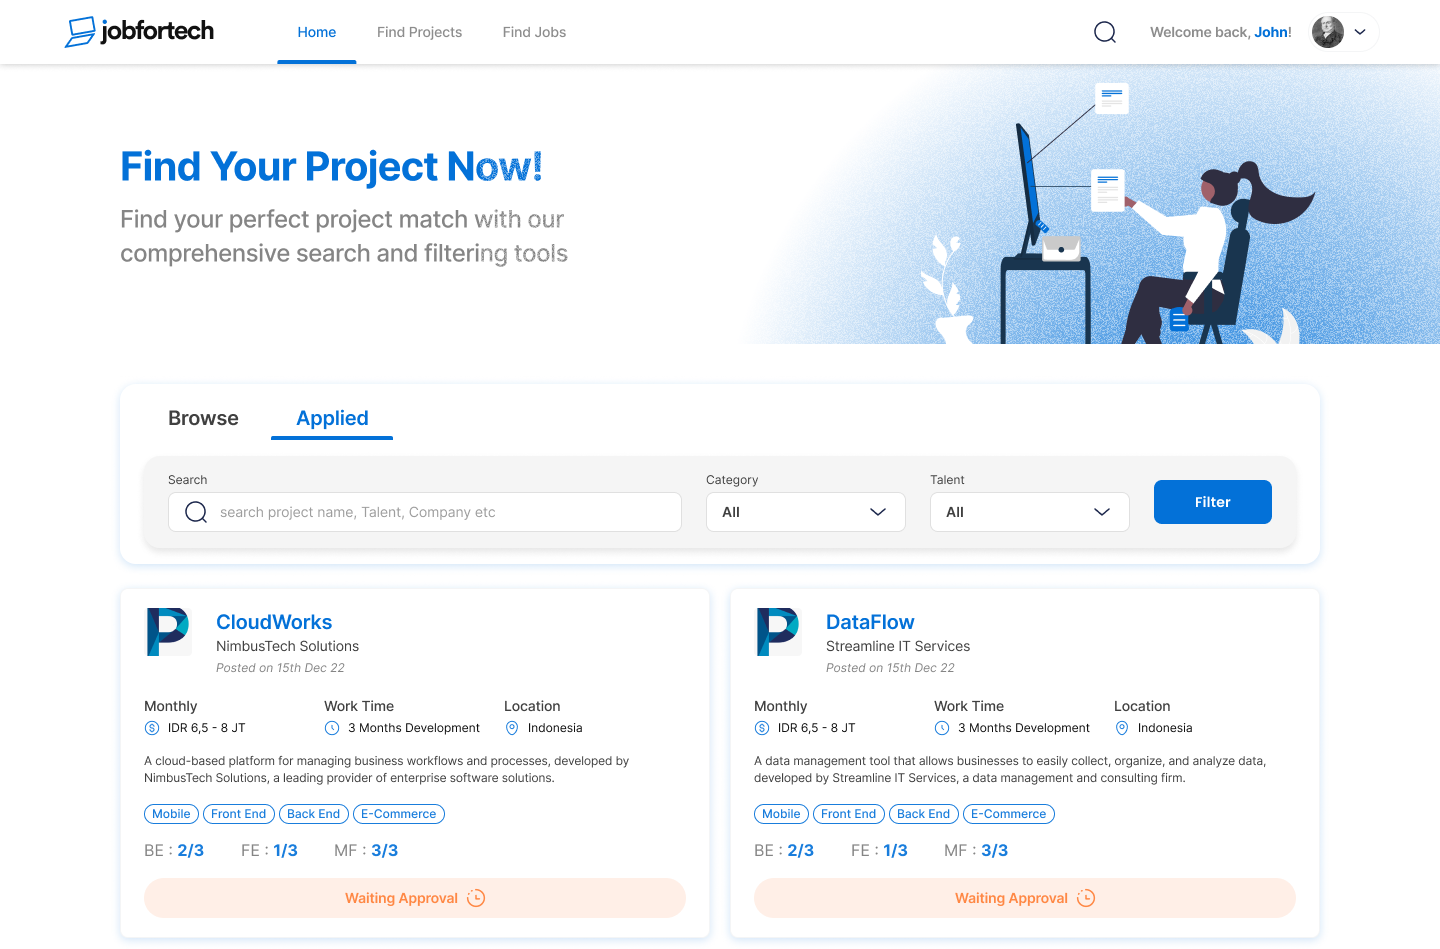 jobfortech
Home
Find Projects
Find Jobs
Welcome back, John!
Find Your Project Now!
Find your perfect project match with our
comprehensive search and filtering tools
Browse
Applied
Search
Category
Talent
search project name, Talent, Company etc
All
All
Filter
CloudWorks
NimbusTech Solutions
Posted on 15th Dec 22
Monthly
Work Time
Location
IDR 6,5 - 8 JT
3 Months Development
Indonesia
A cloud-based platform for managing business workflows and processes, developed by
NimbusTech Solutions, a leading provider of enterprise software solutions.
Mobile
Front End
Back End
E-Commerce
BE : 2/3
FE : 1/3
MF : 3/3
Waiting Approval
DataFlow
Streamline IT Services
Posted on 15th Dec 22
Monthly
Work Time
Location
IDR 6,5 - 8 JT
3 Months Development
Indonesia
A data management tool that allows businesses to easily collect, organize, and analyze data,
developed by Streamline IT Services, a data management and consulting firm.
Mobile
Front End
Back End
E-Commerce
BE : 2/3
FE : 1/3
MF : 3/3
Waiting Approval